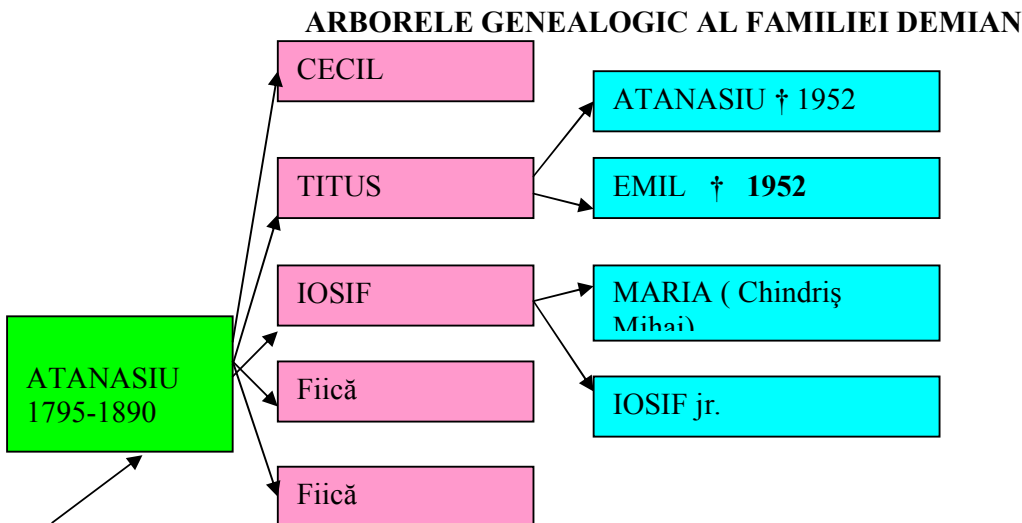 ARBORELE GENEALOGIC AL FAMILIEI DEMIAN
CECIL
ATANASIU † 1952
TITUS
EMIL † 1952
IOSIF
MARIA ( Chindriş
Mihai)
ATANASIU
1795-1890
Fiică
IOSIF jr.
Fiică